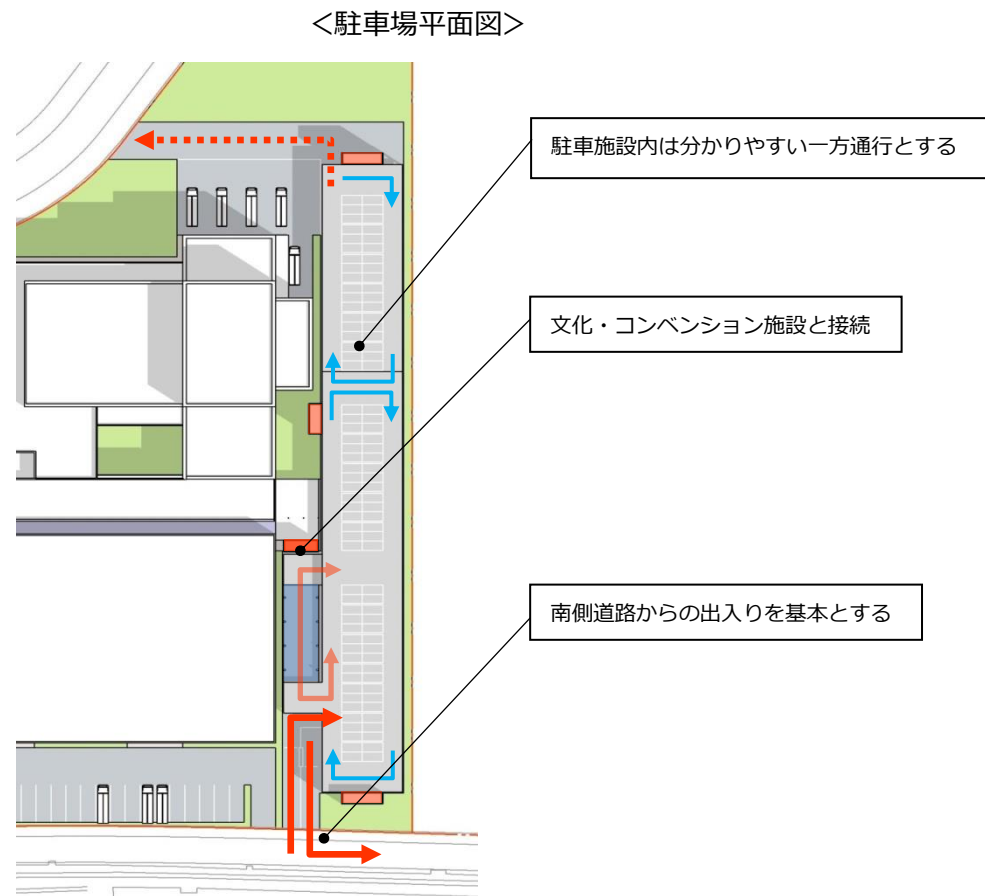 <駐車場平面図>
駐車施設内は分かりやすい一方通行とする
文化・コンベンション施設と接続
南側道路からの出入りを基本とする